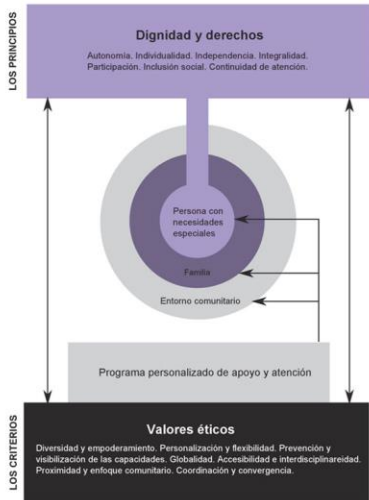 LOS PRINCIPIOS
Dignidad y derechos
Autonomía. Individualidad. Independencia. Integralidad.
Participación. Inclusión social. Continuidad de atención.
Persona con
necesidades
especiales
Familia
Entorno comunitario
Programa personalizado de apoyo y atención
LOS CRITERIOS
Valores éticos
Diversidad y empoderamiento. Personalización y flexibilidad. Prevención y
visibilización de las capacidades. Globalidad. Accesibilidad e interdisciplinareidad.
Proximidad y enfoque comunitario. Coordinación y convergencia.